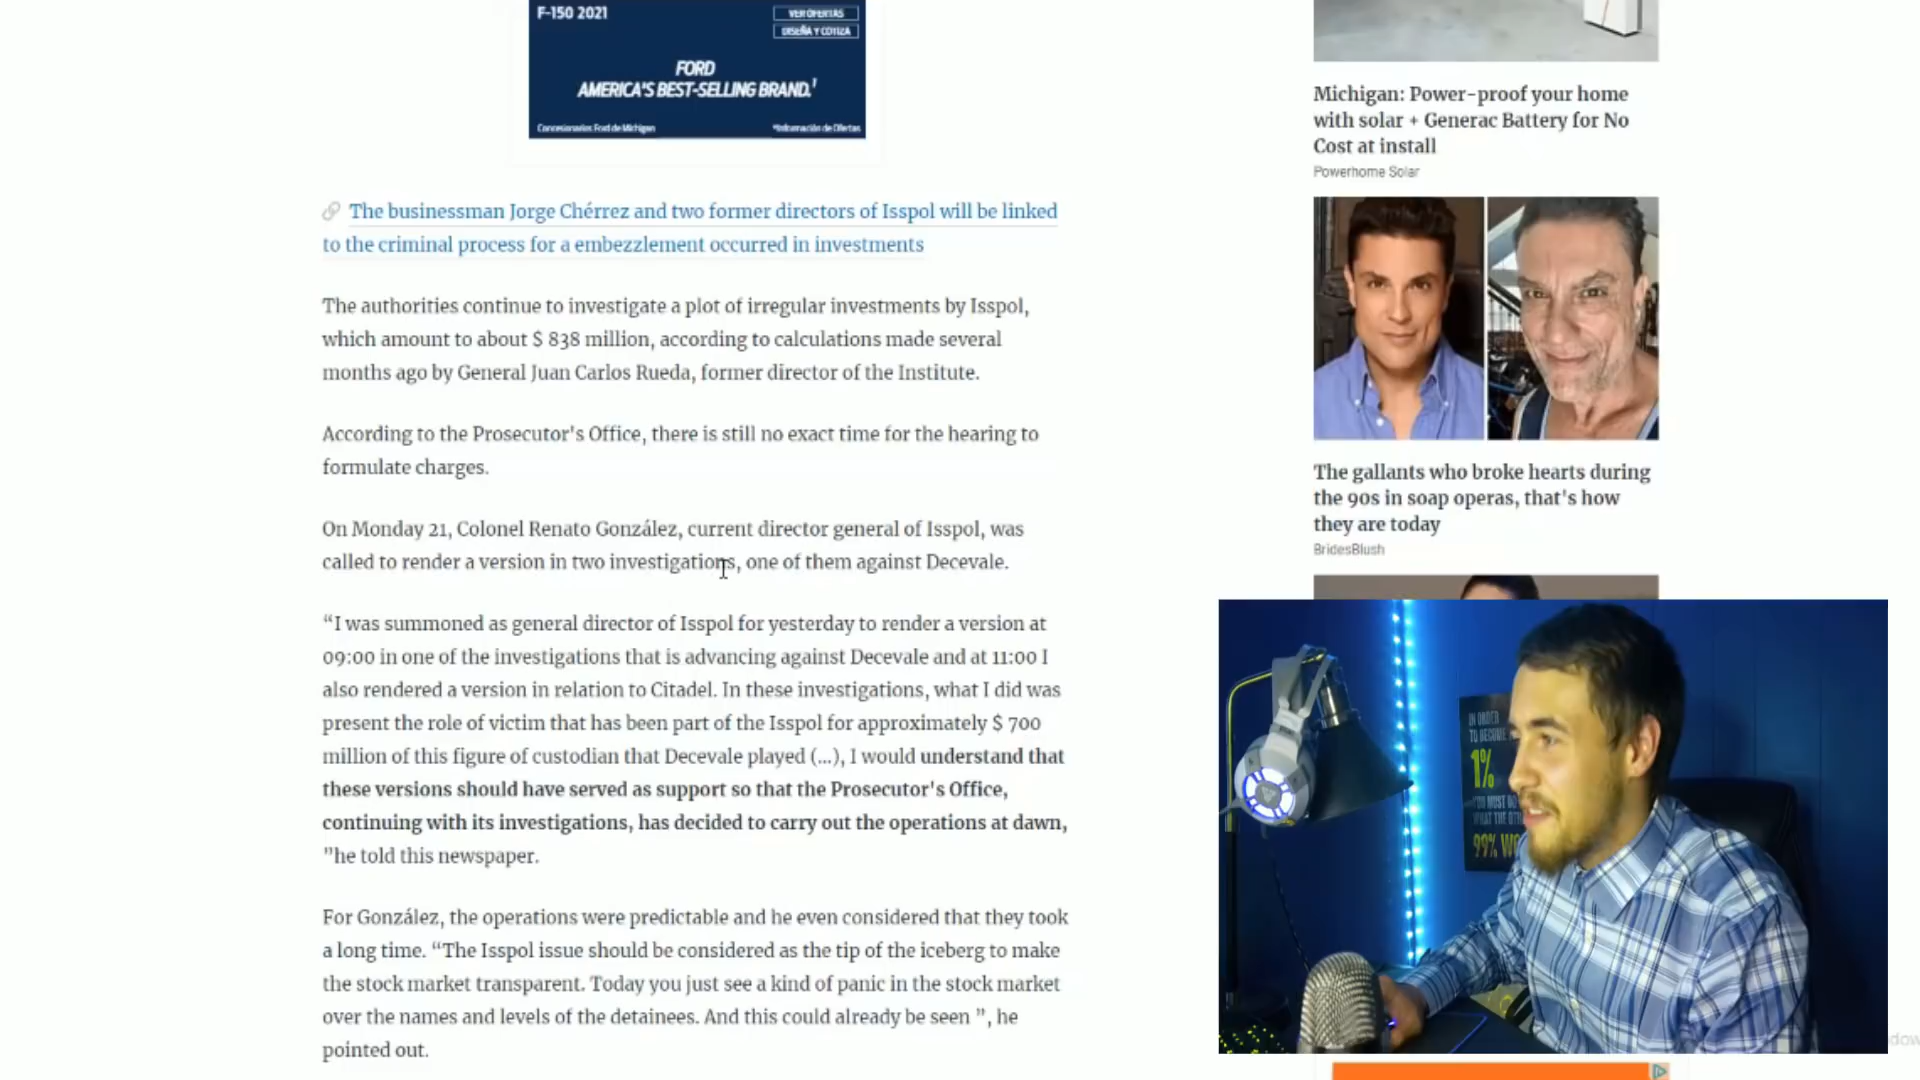 F-150 2021
VER OFERTAS
DISEÑA Y COTIZA
FORD
AMERICA'S BEST-SELLING BRAND.¹
Concesionarios Ford de Michigan
*Información de Ofertas
The businessman Jorge Chérrez and two former directors of Isspol will be linked
to the criminal process for a embezzlement occurred in investments
The authorities continue to investigate a plot of irregular investments by Isspol,
which amount to about $ 838 million, according to calculations made several
months ago by General Juan Carlos Rueda, former director of the Institute.
According to the Prosecutor's Office, there is still no exact time for the hearing to
formulate charges.
On Monday 21, Colonel Renato González, current director general of Isspol, was
called to render a version in two investigations, one of them against Decevale.
“I was summoned as general director of Isspol for yesterday to render a version at
09:00 in one of the investigations that is advancing against Decevale and at 11:00 I
also rendered a version in relation to Citadel. In these investigations, what I did was
present the role of victim that has been part of the Isspol for approximately $ 700
million of this figure of custodian that Decevale played (...), I would understand that
these versions should have served as support so that the Prosecutor's Office,
continuing with its investigations, has decided to carry out the operations at dawn,
”he told this newspaper.
For González, the operations were predictable and he even considered that they took
a long time. “The Isspol issue should be considered as the tip of the iceberg to make
the stock market transparent. Today you just see a kind of panic in the stock market
over the names and levels of the detainees. And this could already be seen ”, he
pointed out.
Michigan: Power-proof your home
with solar + Generac Battery for No
Cost at install
Powerhome Solar
The gallants who broke hearts during
the 90s in soap operas, that's how
they are today
BridesBlush
IN ORDER
TO BECOME
1%
YOU MUST DO
WHAT THE OTH
99% WO